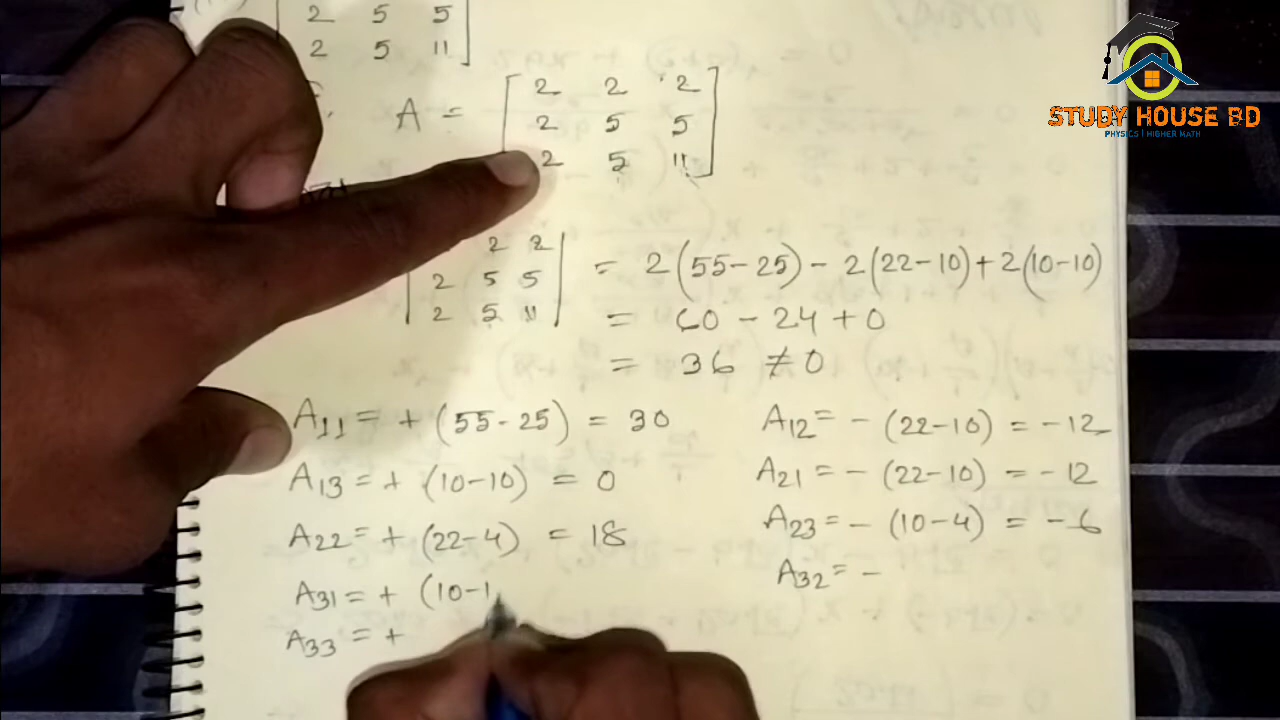 2 5 5
2 5 11
STUDY HOUSE BD
PHYSICS | HIGHER MATH
A = [ 2 2 2
2 5 5
2 5 11 ]
2 2
2 5 5
2 5 11
= 2(55-25) - 2(22-10) + 2(10-10)
= 60 - 24 + 0
= 36 ≠ 0
A11 = + (55-25) = 30
A12 = - (22-10) = -12
A13 = + (10-10) = 0
A21 = - (22-10) = -12
A22 = + (22-4) = 18
A23 = - (10-4) = -6
A31 = + (10-1
A32 = -
A33 = +